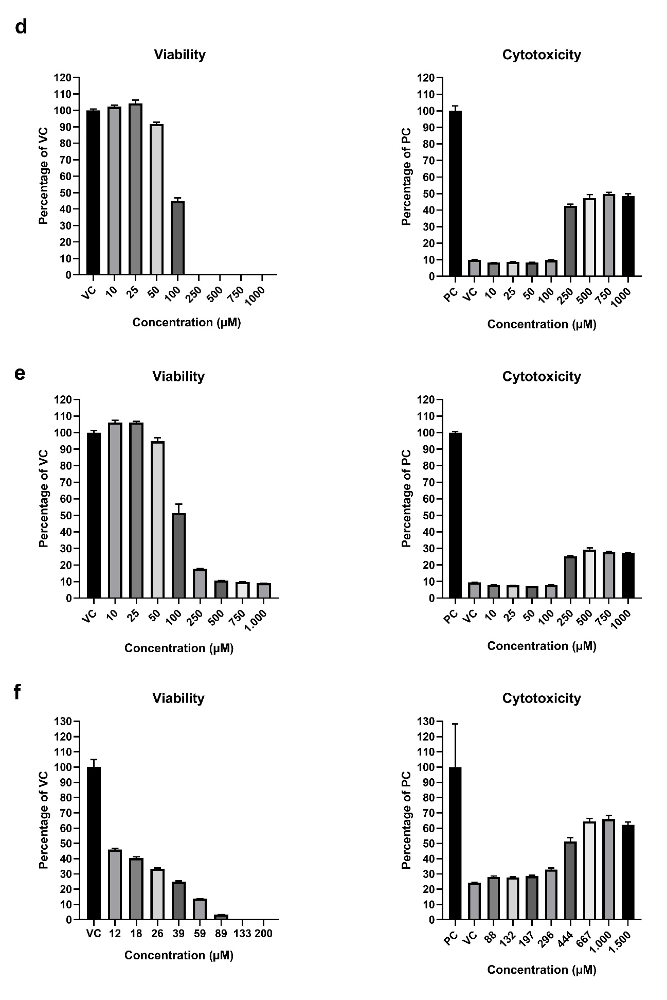 d
Viability
Cytotoxicity
120
110
100
90
80
70
60
50
40
30
20
10
0
Percentage of VC
VC 10 25 50 100 250 500 750 1000
Concentration (µM)
120
110
100
90
80
70
60
50
40
30
20
10
0
Percentage of PC
PC VC 10 25 50 100 250 500 750 1000
Concentration (µM)
e
Viability
Cytotoxicity
120
110
100
90
80
70
60
50
40
30
20
10
0
Percentage of VC
VC 10 25 50 100 250 500 750 1.000
Concentration (µM)
120
110
100
90
80
70
60
50
40
30
20
10
0
Percentage of PC
PC VC 10 25 50 100 250 500 750 1000
Concentration (µM)
f
Viability
Cytotoxicity
130
120
110
100
90
80
70
60
50
40
30
20
10
0
Percentage of VC
VC 12 18 26 39 59 89 133 200
Concentration (µM)
130
120
110
100
90
80
70
60
50
40
30
20
10
0
Percentage of PC
PC VC 88 132 197 296 444 667 1.000 1.500
Concentration (µM)